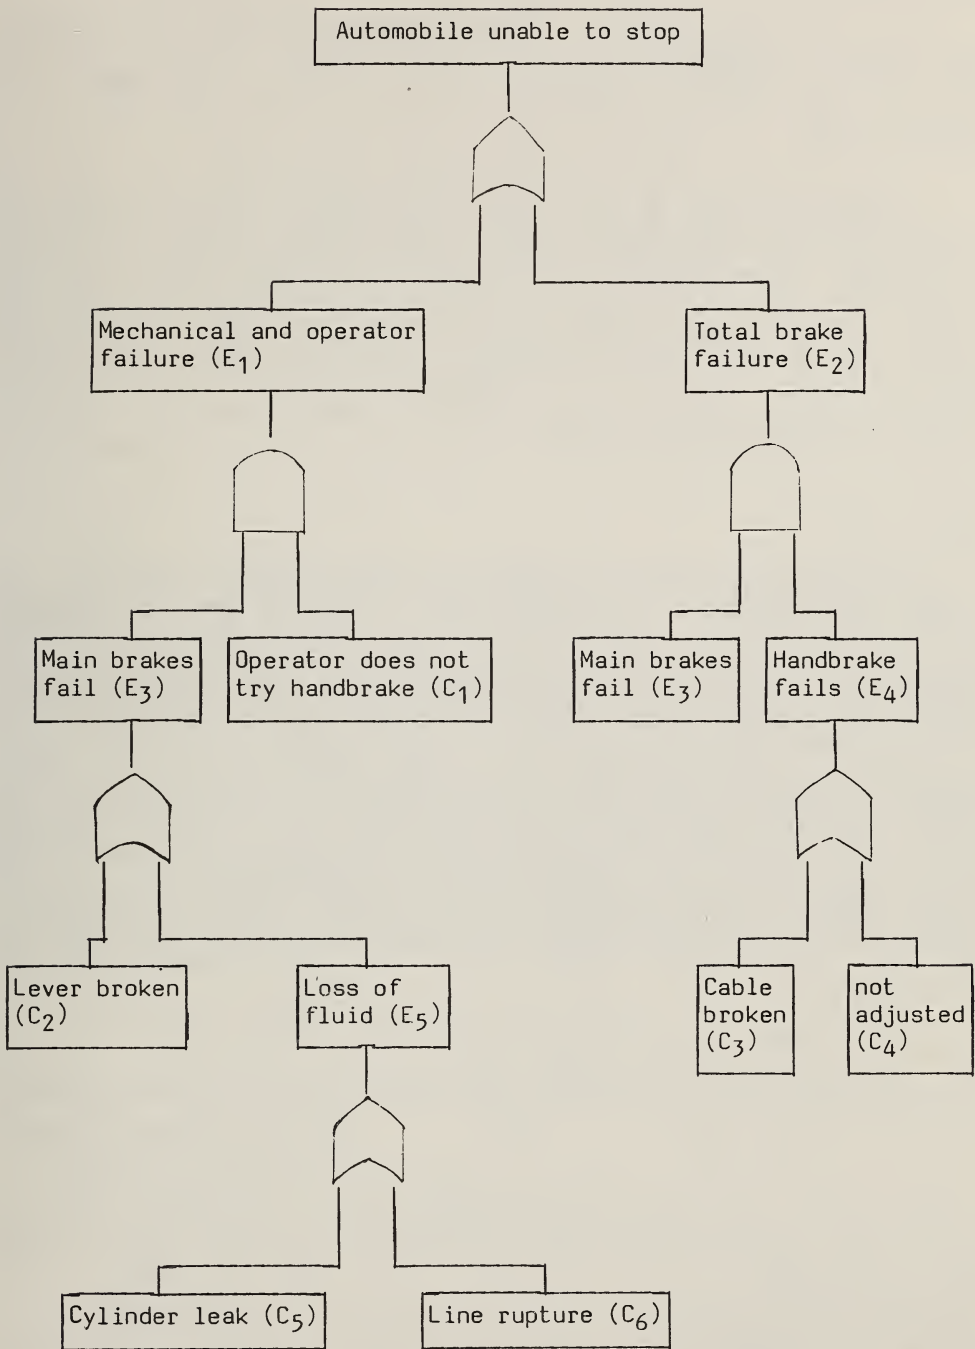 Automobile unable to stop
Mechanical and operator
failure (E1)
Total brake
failure (E2)
Main brakes
fail (E3)
Operator does not
try handbrake (C1)
Main brakes
fail (E3)
Handbrake
fails (E4)
Lever broken
(C2)
Loss of
fluid (E5)
Cable
broken
(C3)
not
adjusted
(C4)
Cylinder leak (C5)
Line rupture (C6)